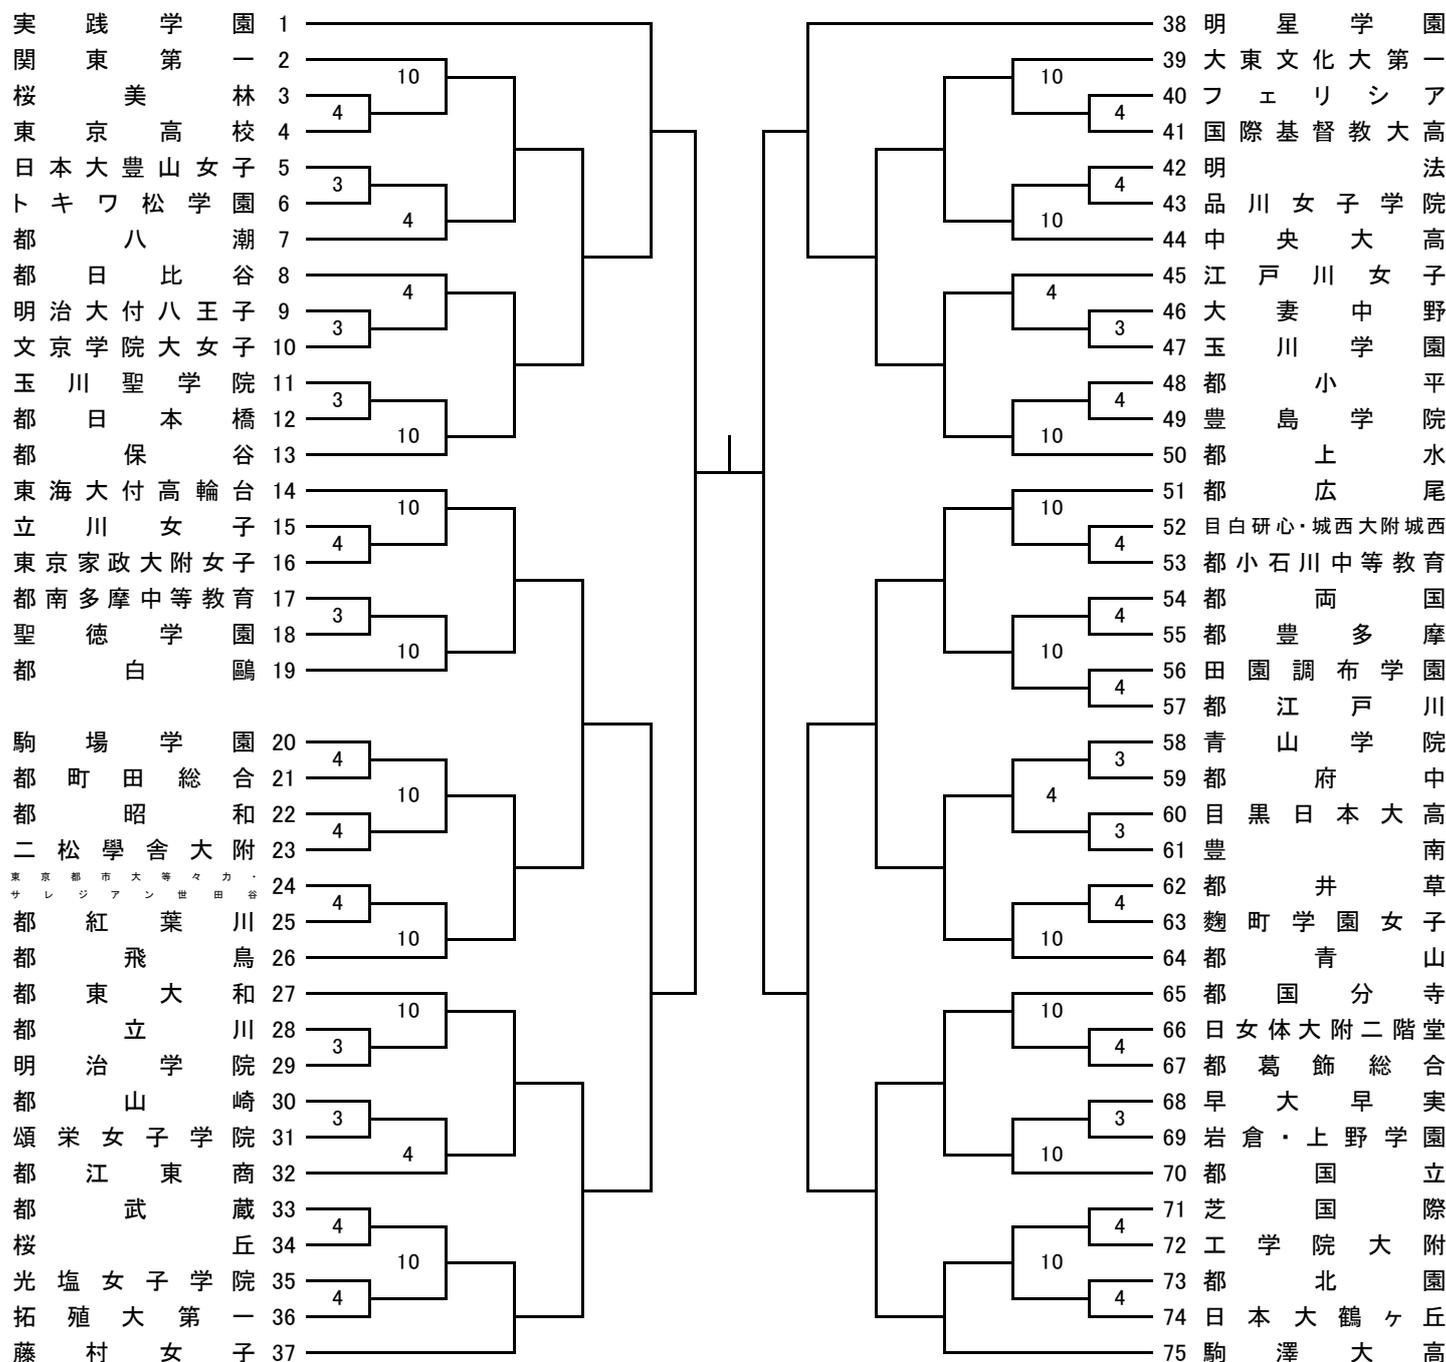 実践学園 1
関東第一 2
10
桜美林 3
4
東京高校 4
日本大豊山女子 5
3
トキワ松学園 6
4
都八潮 7
都日比谷 8
4
明治大付八王子 9
3
文京学院大女子 10
玉川聖学院 11
3
都日本橋 12
10
都保谷 13
東海大付高輪台 14
10
立川女子 15
4
東京家政大附女子 16
都南多摩中等教育 17
3
聖徳学園 18
10
都白鷗 19
駒場学園 20
4
都町田総合 21
10
都昭和 22
4
二松學舎大附 23
東京都市大等々力・
サレジアン世田谷 24
4
都紅葉川 25
10
都飛鳥 26
都東大和 27
10
都立川 28
3
明治学院 29
都山崎 30
3
頌栄女子学院 31
4
都江東商 32
都武蔵 33
4
桜丘 34
10
光塩女子学院 35
4
拓殖大第一 36
藤村女子 37
38 明星学園
39 大東文化大第一
10
40 フェリシア
4
41 国際基督教大高
42 明法
4
43 品川女子学院
10
44 中央大高
45 江戸川女子
4
46 大妻中野
3
47 玉川学園
48 都小平
4
49 豊島学院
10
50 都上水
51 都広尾
10
52 目白研心・城西大附城西
4
53 都小石川中等教育
54 都両国
4
55 都豊多摩
10
56 田園調布学園
4
57 都江戸川
58 青山学院
3
59 都府中
4
60 目黒日本大高
3
61 豊南
62 都井草
4
63 麴町学園女子
10
64 都青山
65 都国分寺
10
66 日女体大附二階堂
4
67 都葛飾総合
68 早大早実
3
69 岩倉・上野学園
10
70 都国立
71 芝国際
4
72 工学院大附
10
73 都北園
4
74 日本大鶴ヶ丘
75 駒澤大高